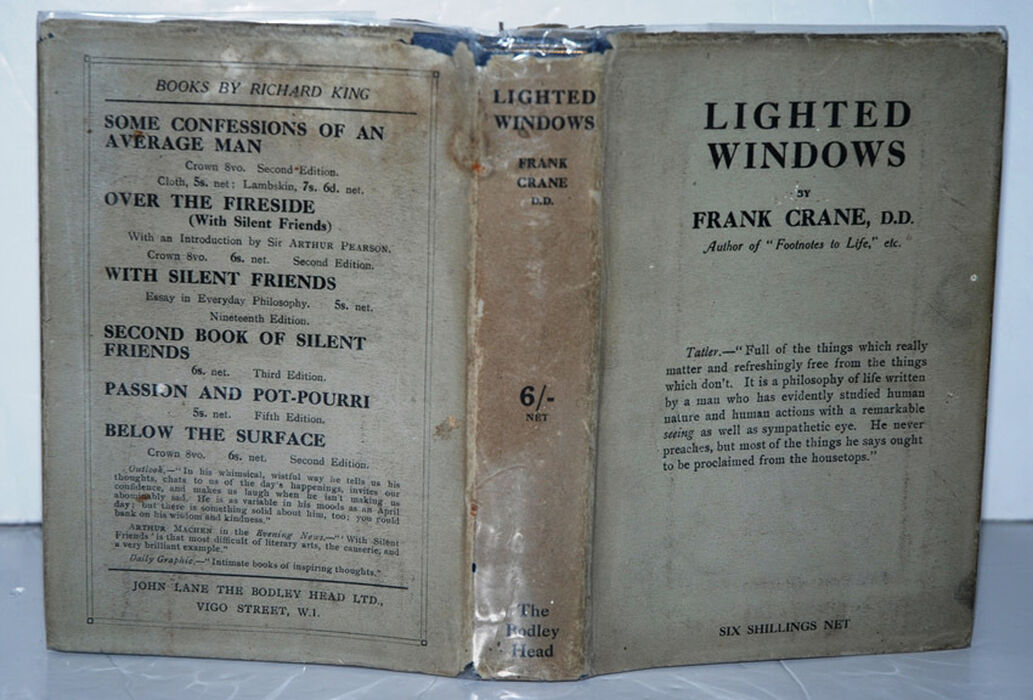 BOOKS BY RICHARD KING
SOME CONFESSIONS OF AN
AVERAGE MAN
Crown 8vo. Second Edition.
Cloth, 5s. net; Lambskin, 7s. 6d. net.
OVER THE FIRESIDE
(With Silent Friends)
With an Introduction by Sir ARTHUR PEARSON.
Crown 8vo. 6s. net. Second Edition.
WITH SILENT FRIENDS
Essay in Everyday Philosophy. 5s. net.
Nineteenth Edition.
SECOND BOOK OF SILENT
FRIENDS
6s. net. Third Edition.
PASSION AND POT-POURRI
5s. net. Fifth Edition.
BELOW THE SURFACE
Crown 8vo. 6s. net. Second Edition.
Outlook.—"In his whimsical, wistful way he tells us his
thoughts, chats to us of the day's happenings, invites our
confidence, and makes us laugh when he isn't making us
abominably sad. He is as variable in his moods as an April
day; but there is something solid about him, too; you could
bank on his wisdom and kindness."
ARTHUR MACHEN in the Evening News.—"'With Silent
Friends' is that most difficult of literary arts, the causerie, and
a very brilliant example."
Daily Graphic.—"Intimate books of inspiring thoughts."
JOHN LANE THE BODLEY HEAD LTD.,
VIGO STREET, W.1.
LIGHTED
WINDOWS
FRANK
CRANE
D.D.
6/-
NET
The
Bodley
Head
LIGHTED
WINDOWS
BY
FRANK CRANE, D.D.
Author of "Footnotes to Life," etc.
Tatler.—"Full of the things which really
matter and refreshingly free from the things
which don't. It is a philosophy of life written
by a man who has evidently studied human
nature and human actions with a remarkable
seeing as well as sympathetic eye. He never
preaches, but most of the things he says ought
to be proclaimed from the housetops."
SIX SHILLINGS NET